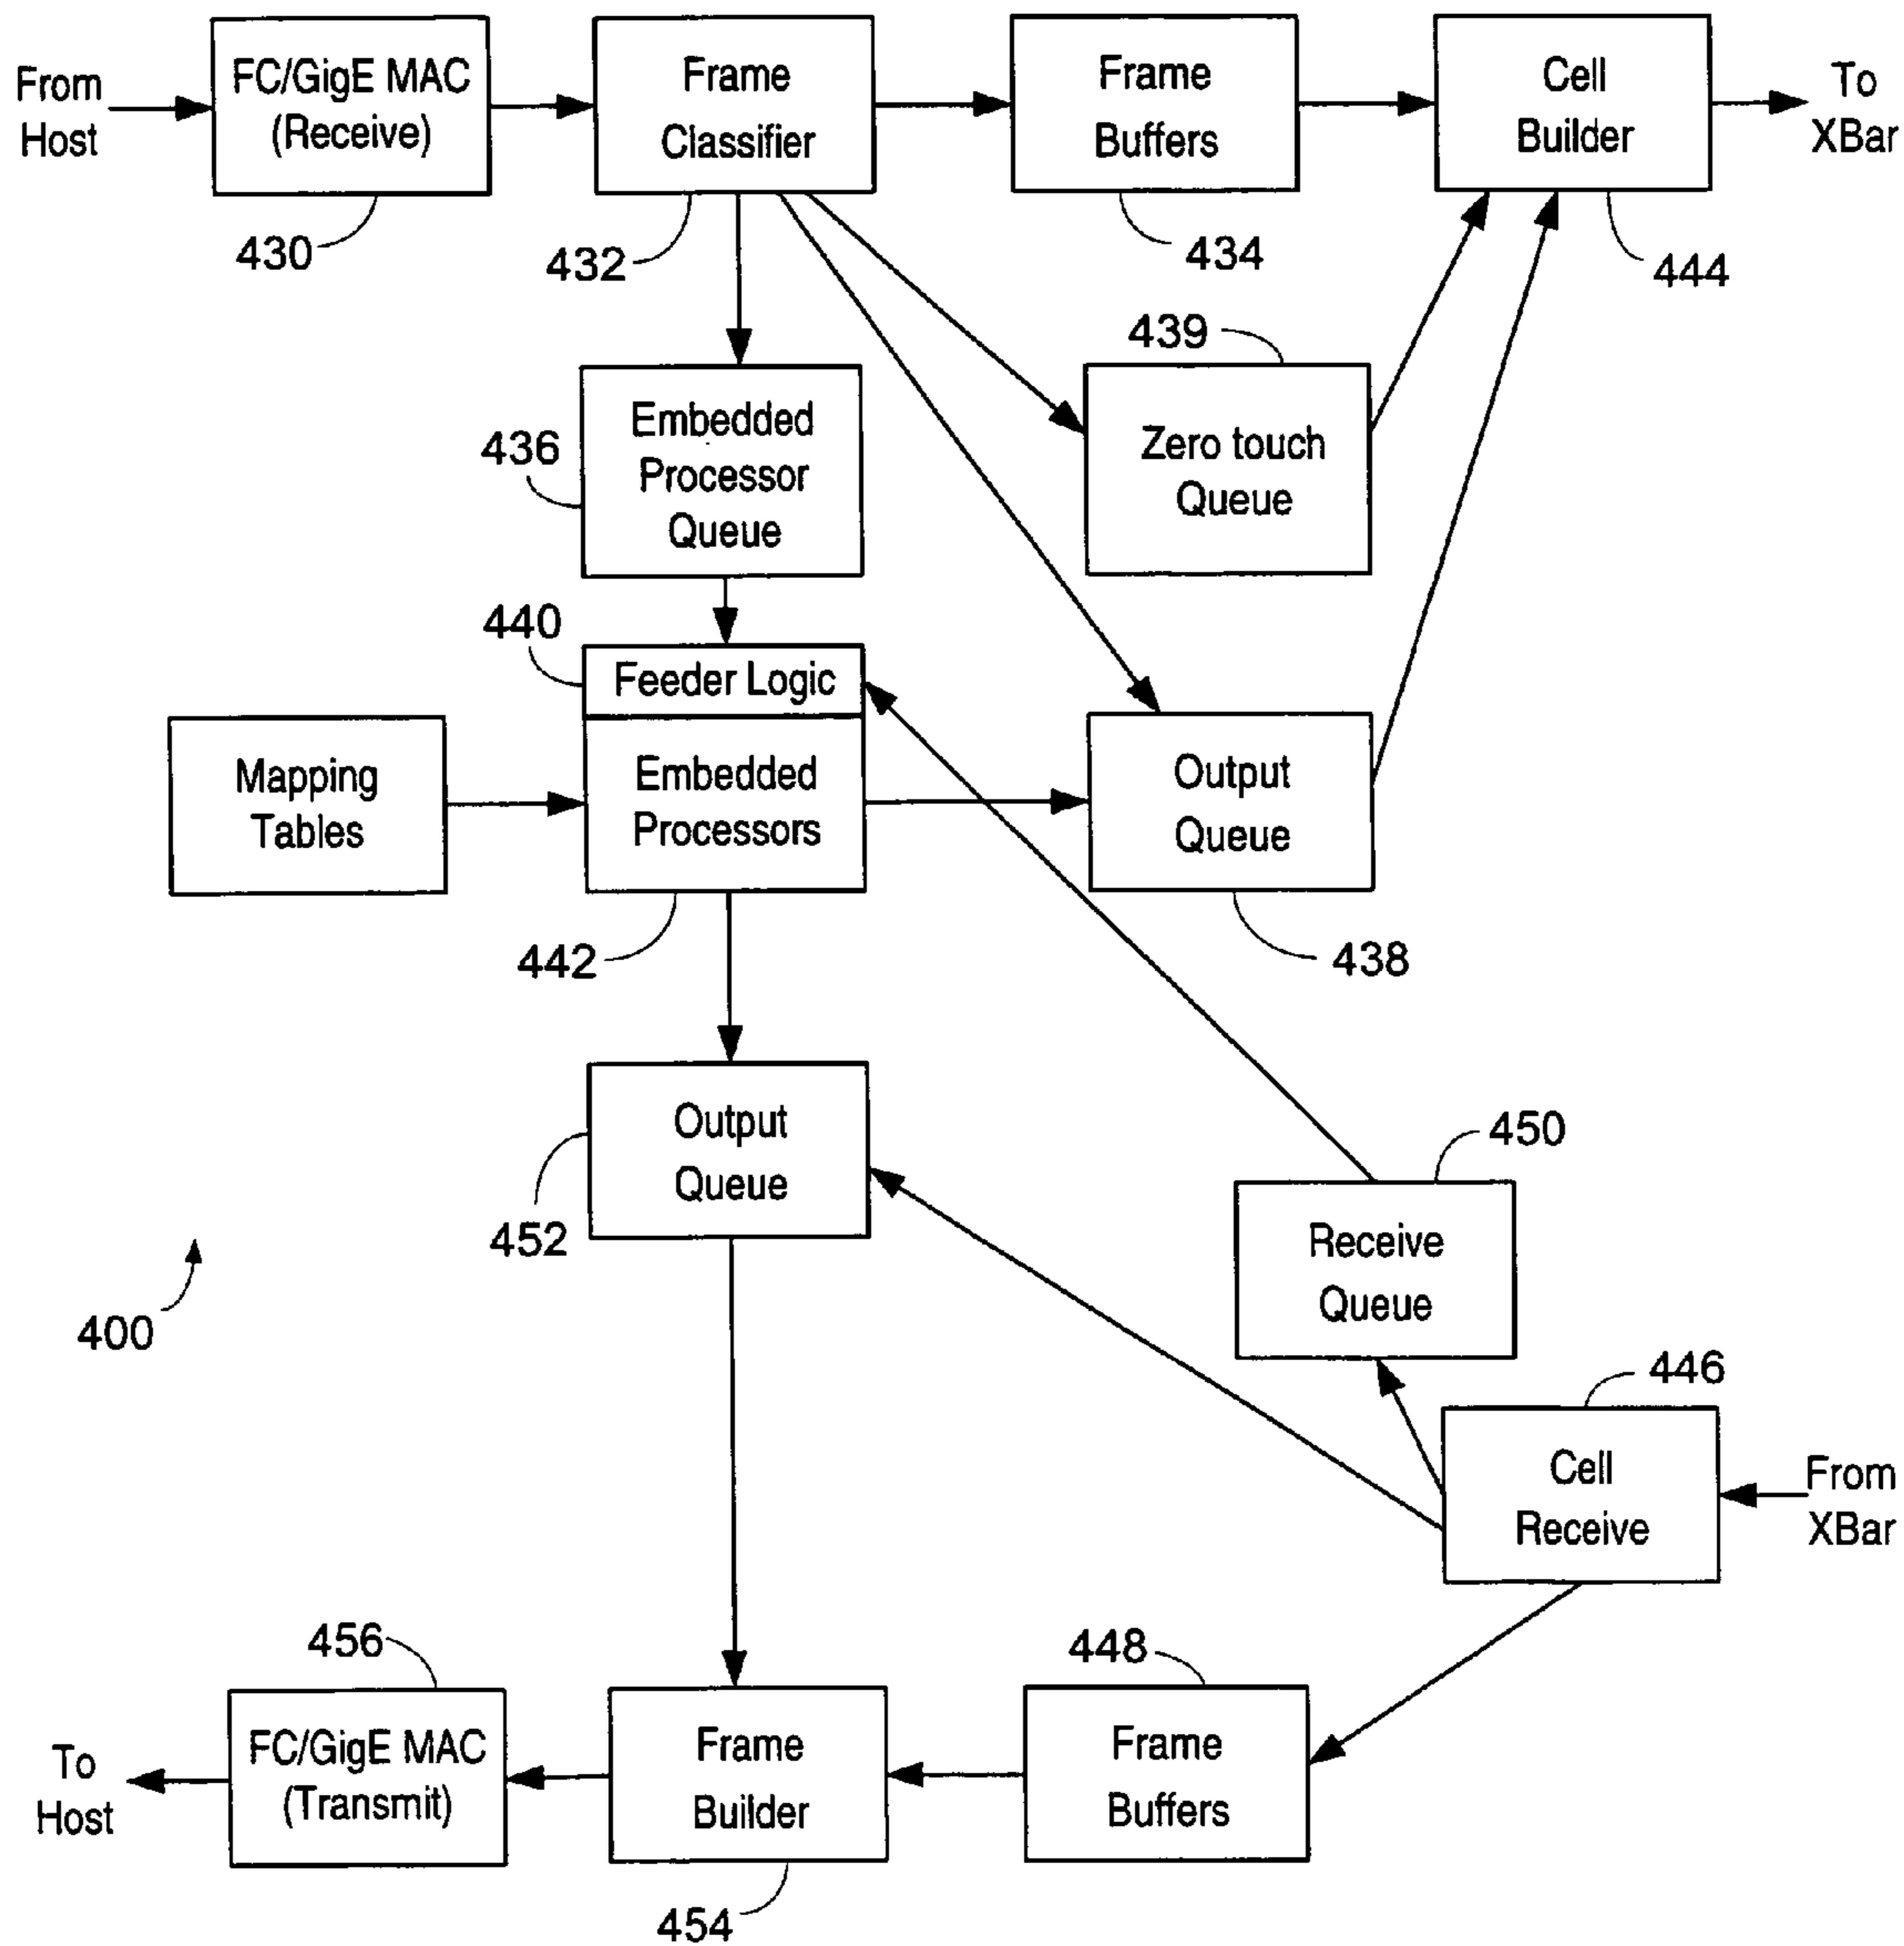 From
Host
FC/GigE MAC
(Receive)
430
Frame
Classifier
432
Frame
Buffers
434
Cell
Builder
444
To
XBar
Embedded
Processor
Queue
436
439
Zero touch
Queue
440
Feeder Logic
Mapping
Tables
Embedded
Processors
442
Output
Queue
438
Output
Queue
452
450
Receive
Queue
400
446
Cell
Receive
From
XBar
456
448
To
Host
FC/GigE MAC
(Transmit)
Frame
Builder
454
Frame
Buffers